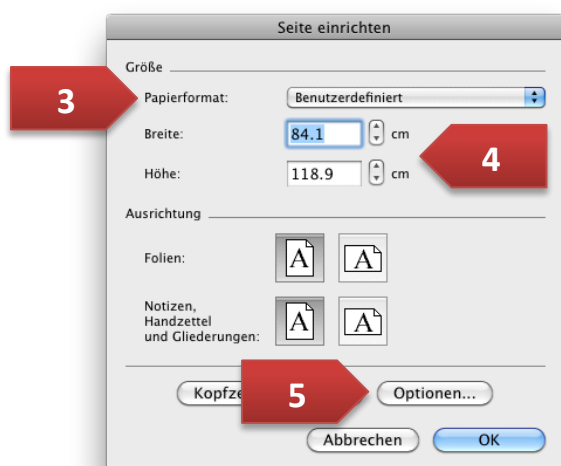 Seite einrichten
Größe
3
Papierformat:
Benutzerdefiniert
Breite:
84.1
cm
4
Höhe:
118.9
cm
Ausrichtung
Folien:
A
A
Notizen,
Handzettel
und Gliederungen:
A
A
5
Optionen...
Abbrechen
OK